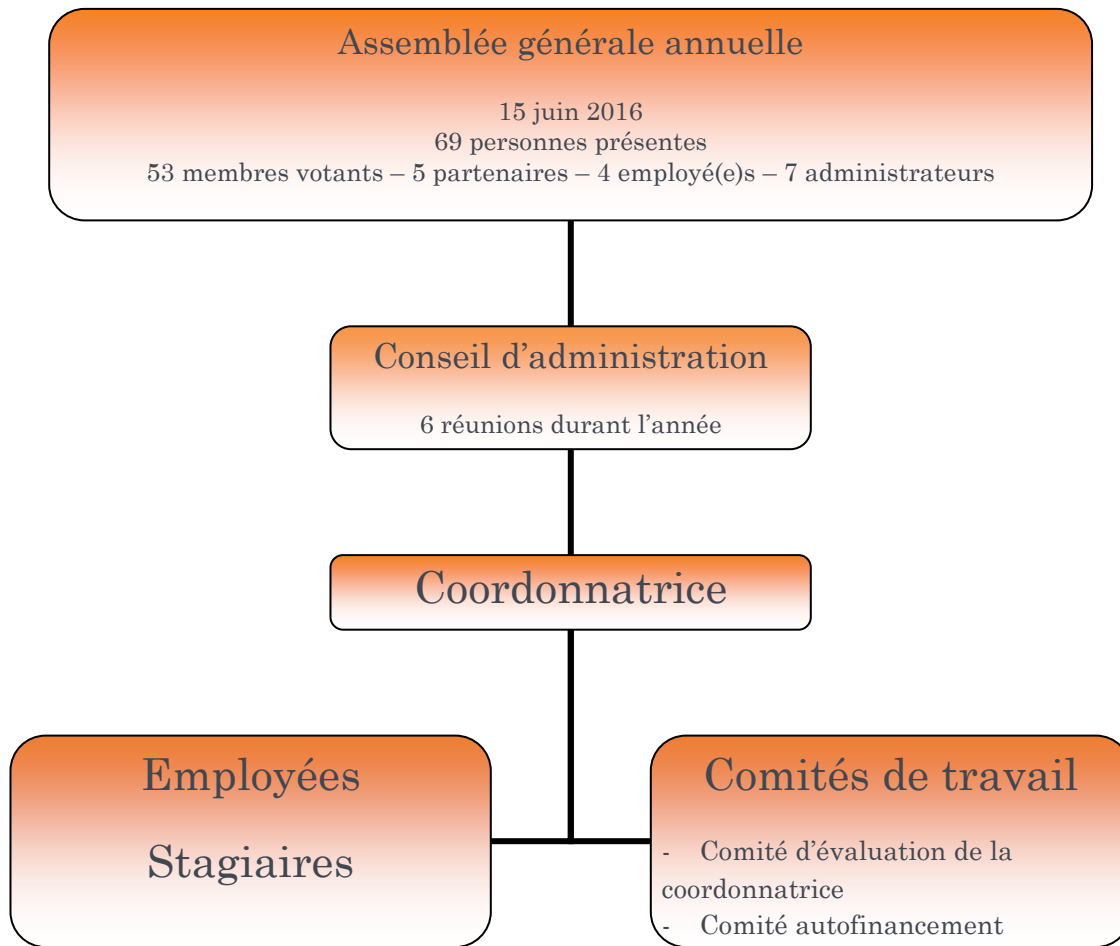 Assemblée générale annuelle
15 juin 2016
69 personnes présentes
53 membres votants – 5 partenaires – 4 employé(e)s – 7 administrateurs
Conseil d’administration
6 réunions durant l’année
Coordonnatrice
Employées
Stagiaires
Comités de travail
- Comité d’évaluation de la
coordonnatrice
- Comité autofinancement